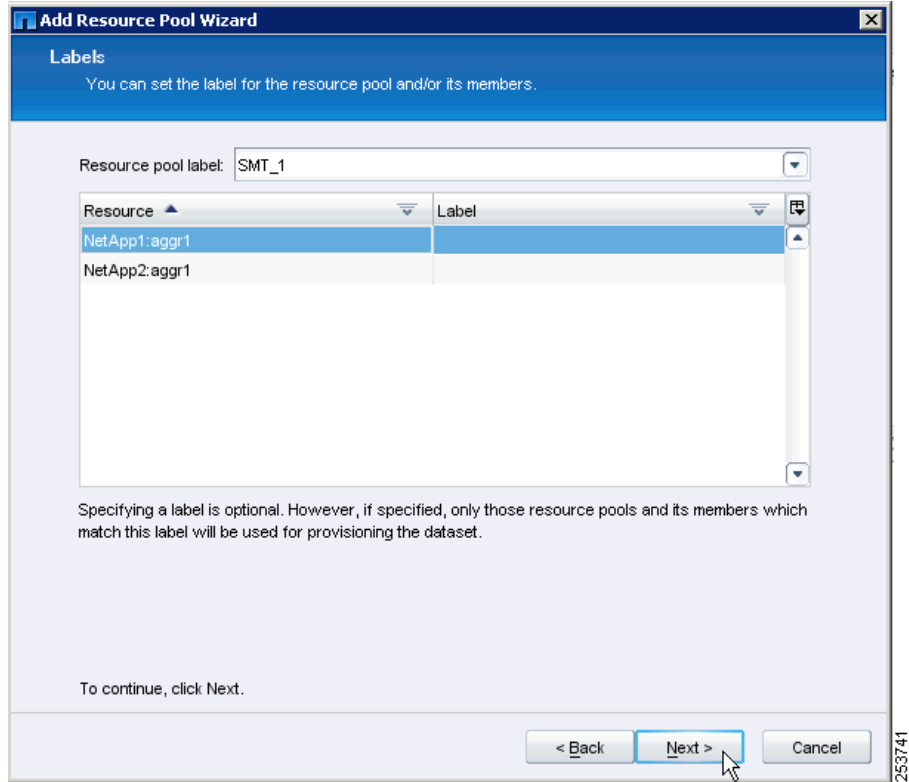 Add Resource Pool Wizard
Labels
You can set the label for the resource pool and/or its members.
Resource pool label: SMT_1
Resource Label
NetApp1:aggr1
NetApp2:aggr1
Specifying a label is optional. However, if specified, only those resource pools and its members which
match this label will be used for provisioning the dataset.
To continue, click Next.
< Back Next > Cancel
253741